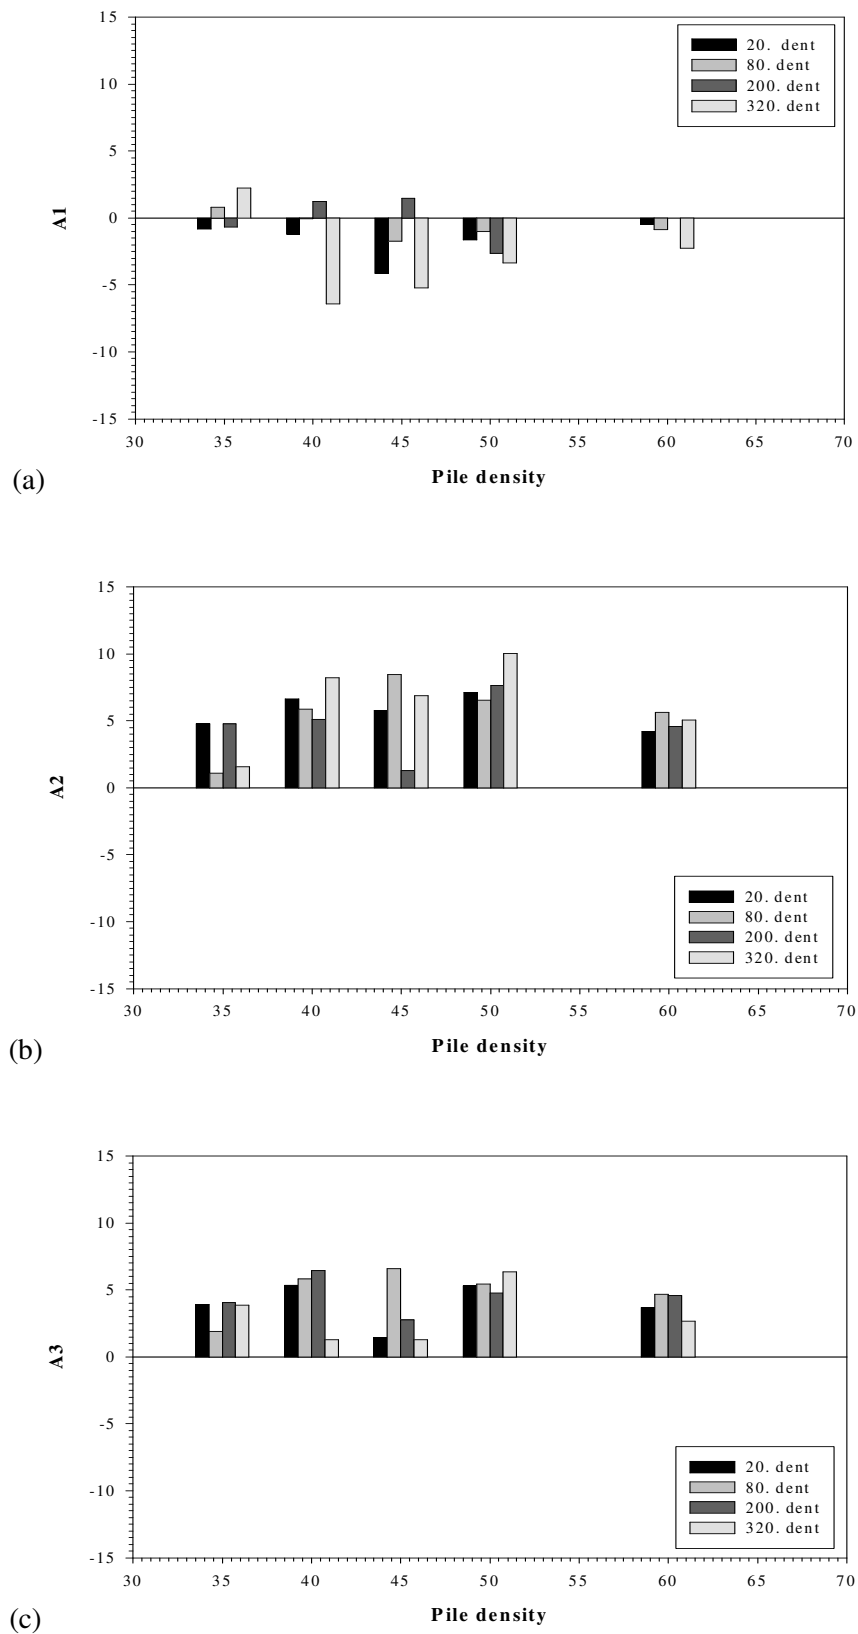 15
10
5
0
-5
-10
-15
A1
20. dent
80. dent
200. dent
320. dent
30 35 40 45 50 55 60 65 70
Pile density
(a)
15
10
5
0
-5
-10
-15
A2
20. dent
80. dent
200. dent
320. dent
30 35 40 45 50 55 60 65 70
Pile density
(b)
15
10
5
0
-5
-10
-15
A3
20. dent
80. dent
200. dent
320. dent
30 35 40 45 50 55 60 65 70
Pile density
(c)